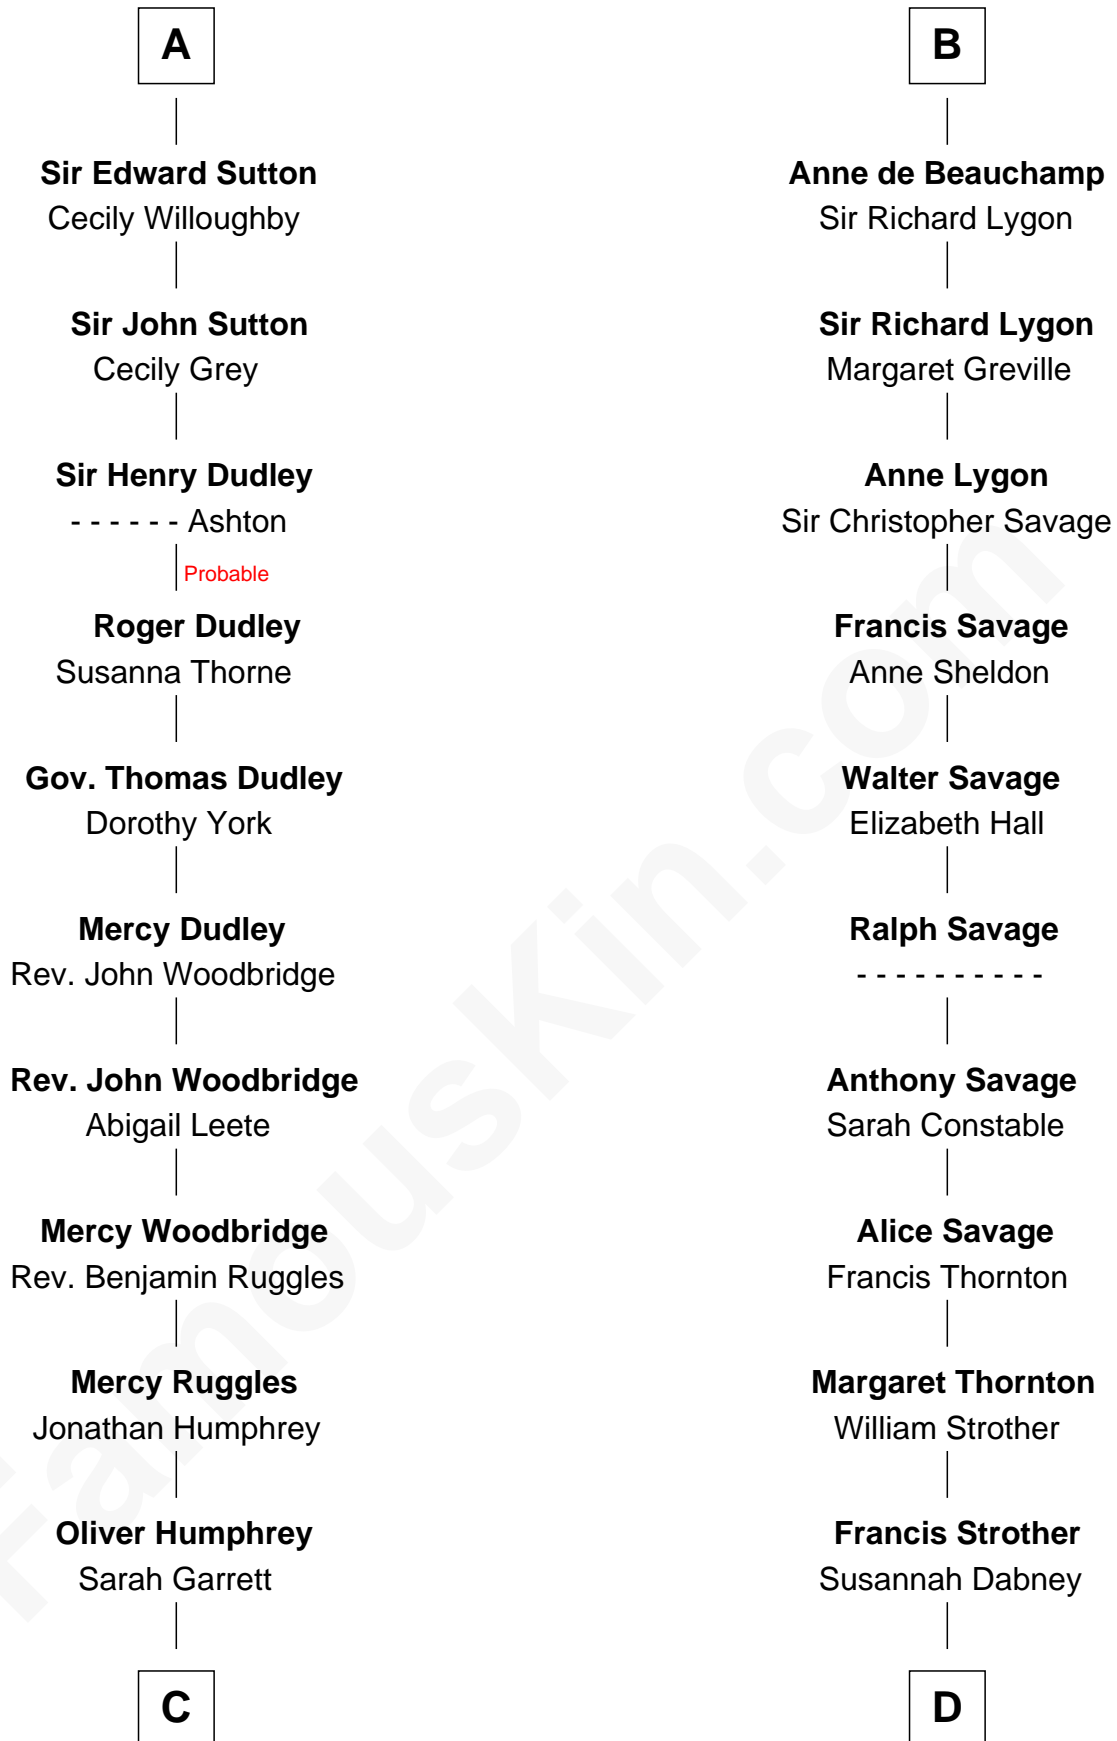 A
Sir Edward Sutton
Cecily Willoughby
Sir John Sutton
Cecily Grey
Sir Henry Dudley
- - - - - - Ashton
Probable
Roger Dudley
Susanna Thorne
Gov. Thomas Dudley
Dorothy York
Mercy Dudley
Rev. John Woodbridge
Rev. John Woodbridge
Abigail Leete
Mercy Woodbridge
Rev. Benjamin Ruggles
Mercy Ruggles
Jonathan Humphrey
Oliver Humphrey
Sarah Garrett
C
B
Anne de Beauchamp
Sir Richard Lygon
Sir Richard Lygon
Margaret Greville
Anne Lygon
Sir Christopher Savage
Francis Savage
Anne Sheldon
Walter Savage
Elizabeth Hall
Ralph Savage
- - - - - - - - - -
Anthony Savage
Sarah Constable
Alice Savage
Francis Thornton
Margaret Thornton
William Strother
Francis Strother
Susannah Dabney
D
FamousKin.com